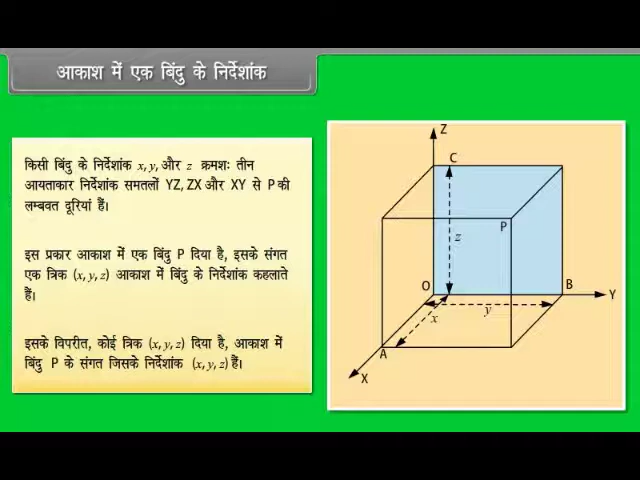 आकाश में एक बिंदु के निर्देशांक
किसी बिंदु के निर्देशांक x, y, और z क्रमशः तीन
आयताकार निर्देशांक समतलों YZ, ZX और XY से P की
लम्बवत दूरियां हैं।
इस प्रकार आकाश में एक बिंदु P दिया है, इसके संगत
एक त्रिक (x, y, z) आकाश में बिंदु के निर्देशांक कहलाते
हैं।
इसके विपरीत, कोई त्रिक (x, y, z) दिया है, आकाश में
बिंदु P के संगत जिसके निर्देशांक (x, y, z) हैं।
Z
C
P
z
O
B
Y
y
x
A
X